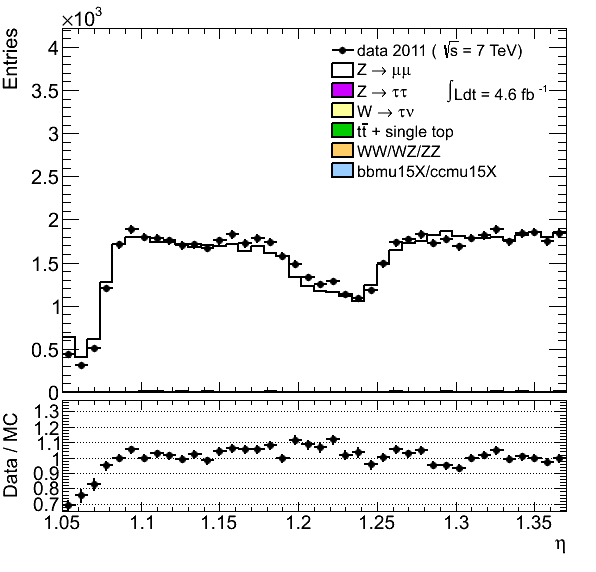 ×10³
Entries
4
3.5
3
2.5
2
1.5
1
0.5
0
data 2011 ( √s = 7 TeV)
Z → μμ
Z → ττ
∫Ldt = 4.6 fb⁻¹
W → τν
tt̅ + single top
WW/WZ/ZZ
bbmu15X/ccmu15X
Data / MC
1.3
1.2
1.1
1
0.9
0.8
0.7
1.05 1.1 1.15 1.2 1.25 1.3 1.35
η